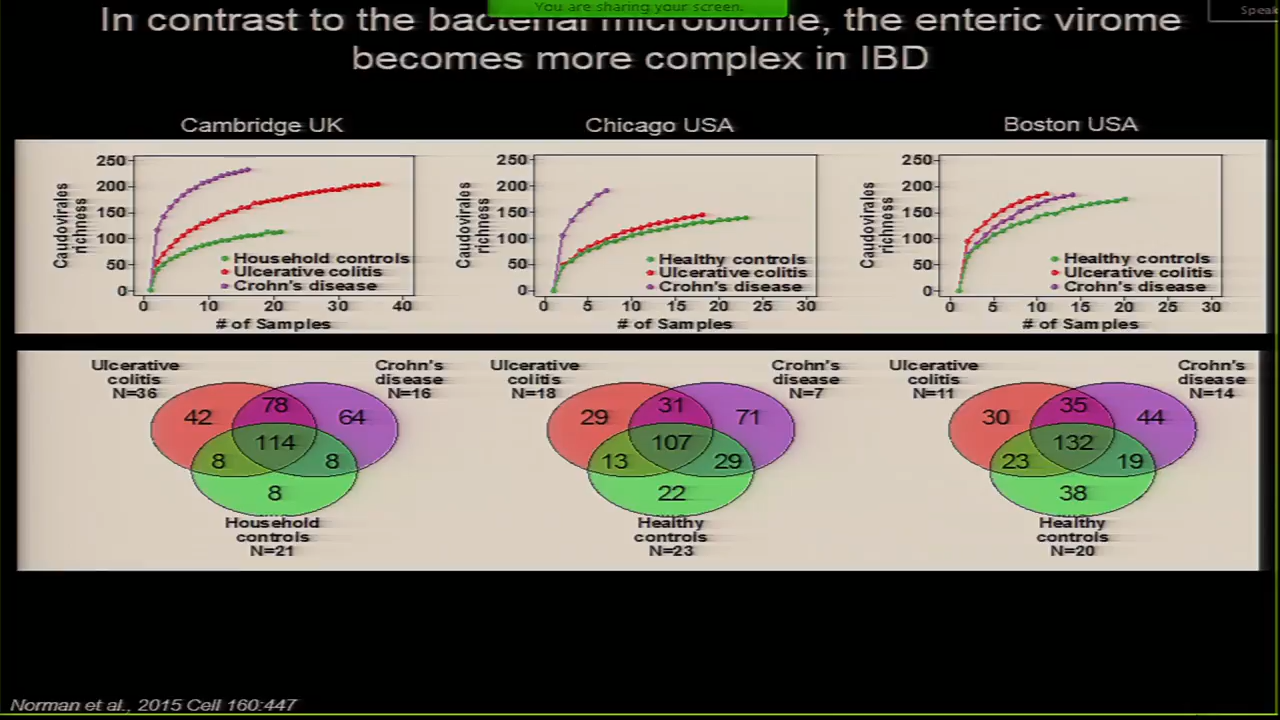 You are sharing your screen.
Speak
In contrast to the bacterial microbiome, the enteric virome
becomes more complex in IBD
Cambridge UK
Chicago USA
Boston USA
Caudovirales
richness
250
200
150
100
50
0
Household controls
Ulcerative colitis
Crohn's disease
0 10 20 30 40
# of Samples
Caudovirales
richness
250
200
150
100
50
0
Healthy controls
Ulcerative colitis
Crohn's disease
0 5 10 15 20 25 30
# of Samples
Caudovirales
richness
250
200
150
100
50
0
Healthy controls
Ulcerative colitis
Crohn's disease
0 5 10 15 20 25 30
# of Samples
Ulcerative
colitis
N=36
Crohn's
disease
N=16
42 78 64
114
8 8
8
Household
controls
N=21
Ulcerative
colitis
N=18
Crohn's
disease
N=7
29 31 71
107
13 29
22
Healthy
controls
N=23
Ulcerative
colitis
N=11
Crohn's
disease
N=14
30 35 44
132
23 19
38
Healthy
controls
N=20
Norman et al., 2015 Cell 160:447